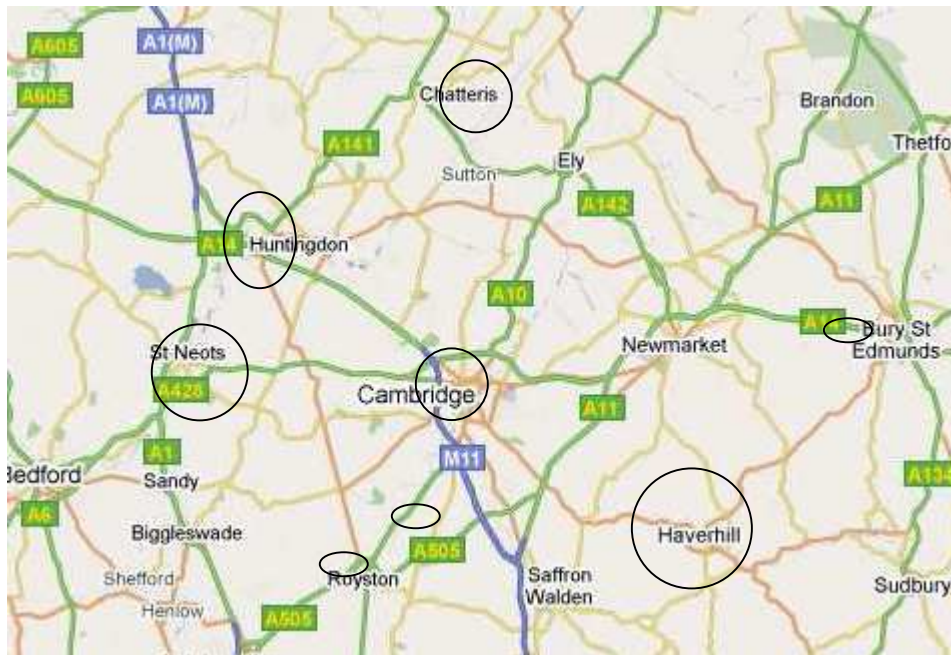 A605
A1(M)
A605
A1(M)
Chatteris
Brandon
A141
Thetfo
Ely
Sutton
A142
A11
A14
Huntingdon
A10
Bury St
Edmunds
St Neots
Newmarket
A428
Cambridge
A11
A1
M11
Bedford
Sandy
A134
A6
Biggleswade
Haverhill
A505
Shefford
Royston
Saffron
Walden
Sudbury
Henlow
A505